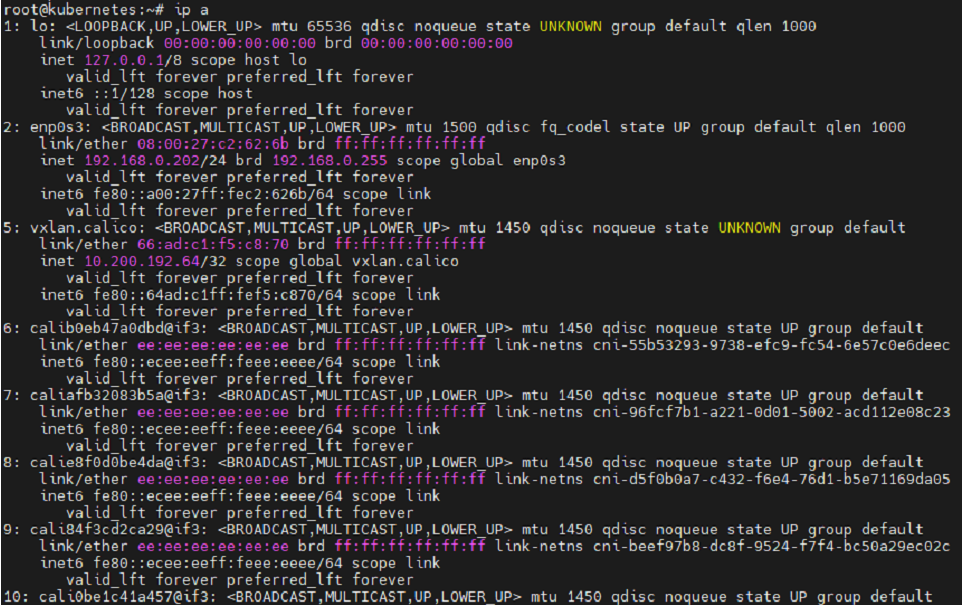 root@kubernetes:~# ip a
1: lo: <LOOPBACK,UP,LOWER_UP> mtu 65536 qdisc noqueue state UNKNOWN group default qlen 1000
    link/loopback 00:00:00:00:00:00 brd 00:00:00:00:00:00
    inet 127.0.0.1/8 scope host lo
       valid_lft forever preferred_lft forever
    inet6 ::1/128 scope host
       valid_lft forever preferred_lft forever
2: enp0s3: <BROADCAST,MULTICAST,UP,LOWER_UP> mtu 1500 qdisc fq_codel state UP group default qlen 1000
    link/ether 08:00:27:c2:62:6b brd ff:ff:ff:ff:ff:ff
    inet 192.168.0.202/24 brd 192.168.0.255 scope global enp0s3
       valid_lft forever preferred_lft forever
    inet6 fe80::a00:27ff:fec2:626b/64 scope link
       valid_lft forever preferred_lft forever
5: vxlan.calico: <BROADCAST,MULTICAST,UP,LOWER_UP> mtu 1450 qdisc noqueue state UNKNOWN group default
    link/ether 66:ad:c1:f5:c8:70 brd ff:ff:ff:ff:ff:ff
    inet 10.200.192.64/32 scope global vxlan.calico
       valid_lft forever preferred_lft forever
    inet6 fe80::64ad:c1ff:fef5:c870/64 scope link
       valid_lft forever preferred_lft forever
6: calib0eb47a0dbd@if3: <BROADCAST,MULTICAST,UP,LOWER_UP> mtu 1450 qdisc noqueue state UP group default
    link/ether ee:ee:ee:ee:ee:ee brd ff:ff:ff:ff:ff:ff link-netns cni-55b53293-9738-efc9-fc54-6e57c0e6deec
    inet6 fe80::ecee:eeff:feee:eeee/64 scope link
       valid_lft forever preferred_lft forever
7: caliafb32083b5a@if3: <BROADCAST,MULTICAST,UP,LOWER_UP> mtu 1450 qdisc noqueue state UP group default
    link/ether ee:ee:ee:ee:ee:ee brd ff:ff:ff:ff:ff:ff link-netns cni-96fcf7b1-a221-0d01-5002-acd112e08c23
    inet6 fe80::ecee:eeff:feee:eeee/64 scope link
       valid_lft forever preferred_lft forever
8: calie8f0d0be4da@if3: <BROADCAST,MULTICAST,UP,LOWER_UP> mtu 1450 qdisc noqueue state UP group default
    link/ether ee:ee:ee:ee:ee:ee brd ff:ff:ff:ff:ff:ff link-netns cni-d5f0b0a7-c432-f6e4-76d1-b5e71169da05
    inet6 fe80::ecee:eeff:feee:eeee/64 scope link
       valid_lft forever preferred_lft forever
9: cali84f3cd2ca29@if3: <BROADCAST,MULTICAST,UP,LOWER_UP> mtu 1450 qdisc noqueue state UP group default
    link/ether ee:ee:ee:ee:ee:ee brd ff:ff:ff:ff:ff:ff link-netns cni-beef97b8-dc8f-9524-f7f4-bc50a29ec02c
    inet6 fe80::ecee:eeff:feee:eeee/64 scope link
       valid_lft forever preferred_lft forever
10: cali0be1c41a457@if3: <BROADCAST,MULTICAST,UP,LOWER_UP> mtu 1450 qdisc noqueue state UP group default